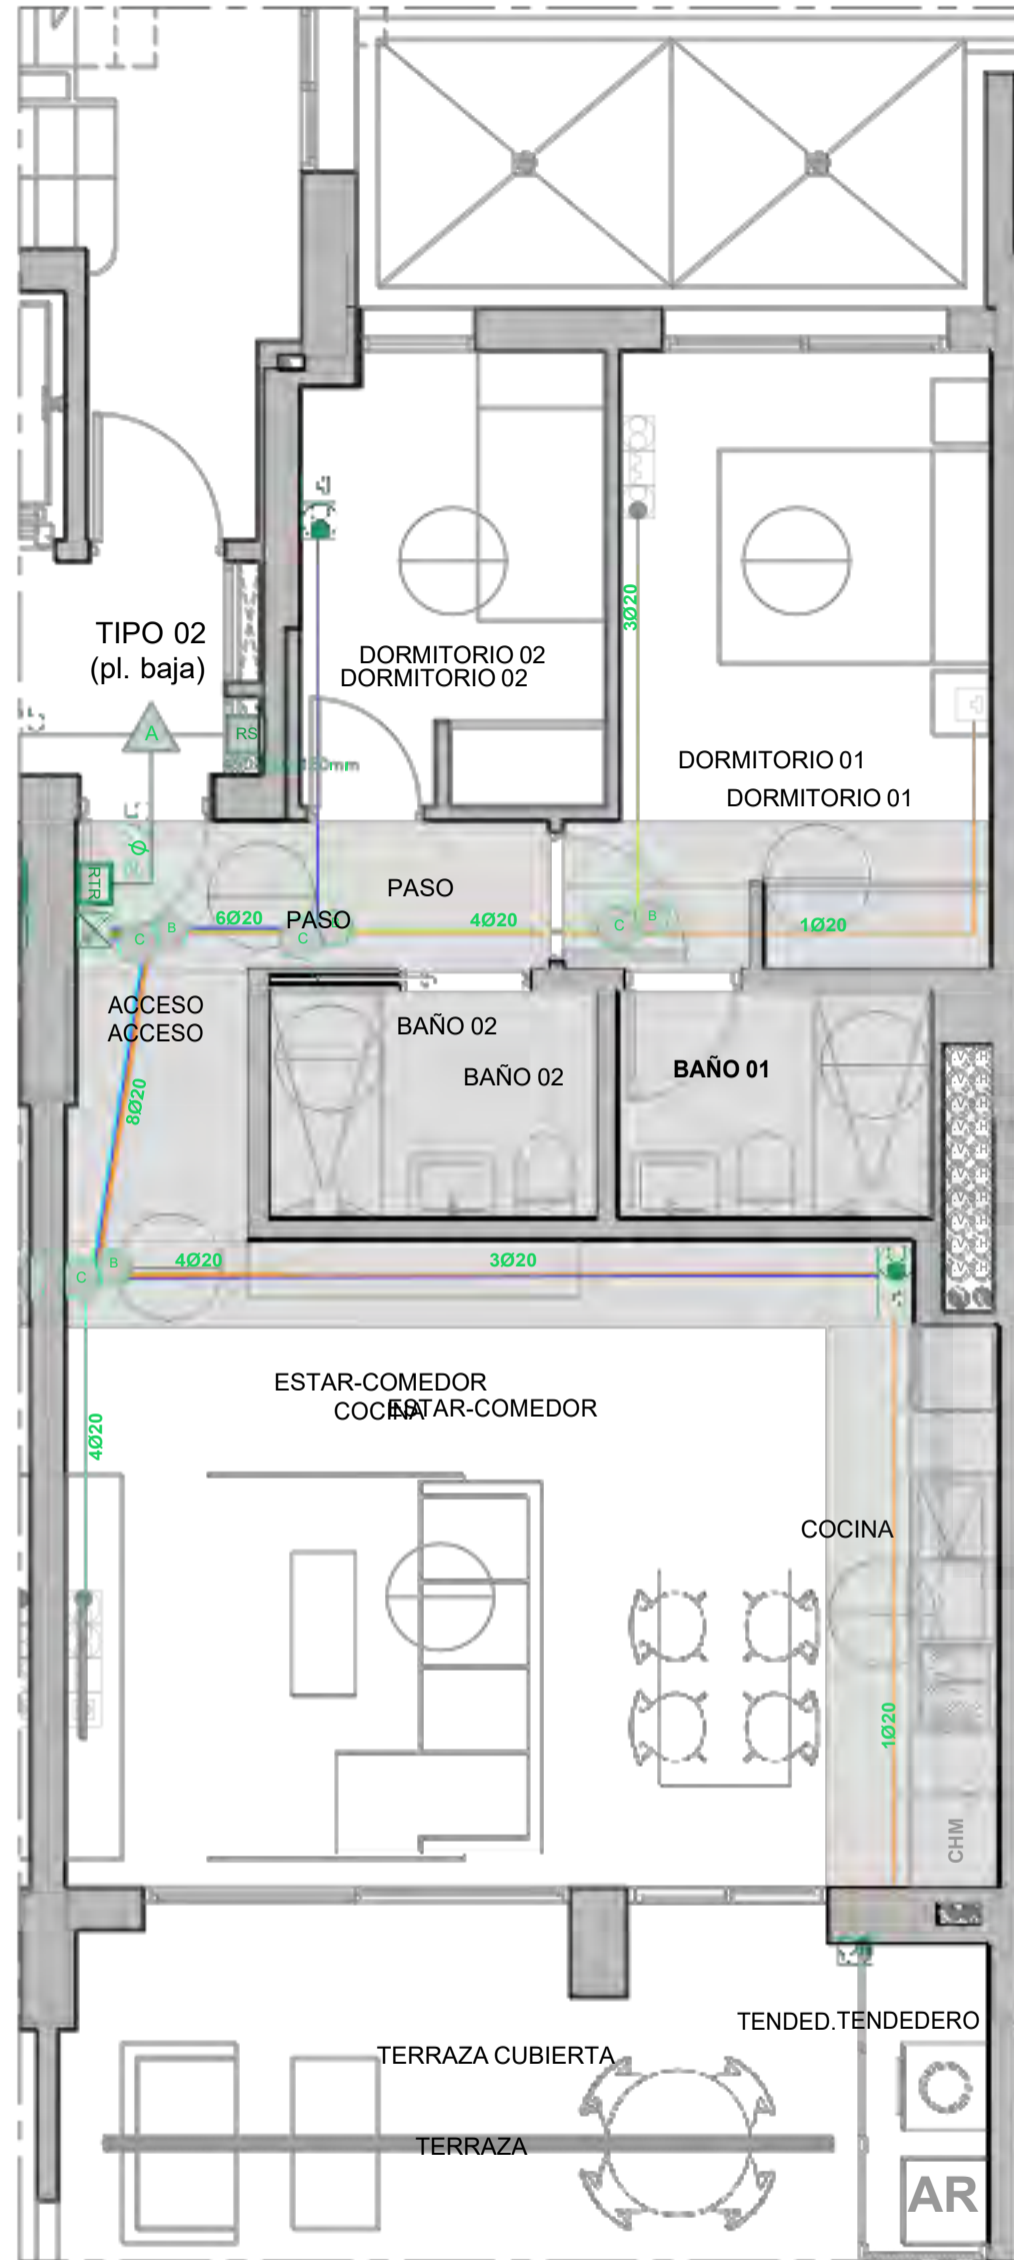 TIPO 02
(pl. baja)
A
RS
DORMITORIO 02
DORMITORIO 02
3Ø20
DORMITORIO 01
DORMITORIO 01
RTR
PASO
PASO
6Ø20
4Ø20
1Ø20
C
B
C
C
B
ACCESO
ACCESO
BAÑO 02
BAÑO 02
BAÑO 01
8Ø20
C
B
4Ø20
3Ø20
ESTAR-COMEDOR
COCINA
ESTAR-COMEDOR
4Ø20
COCINA
1Ø20
CHM
TENDED.
TENDEDERO
TERRAZA CUBIERTA
TERRAZA
AR